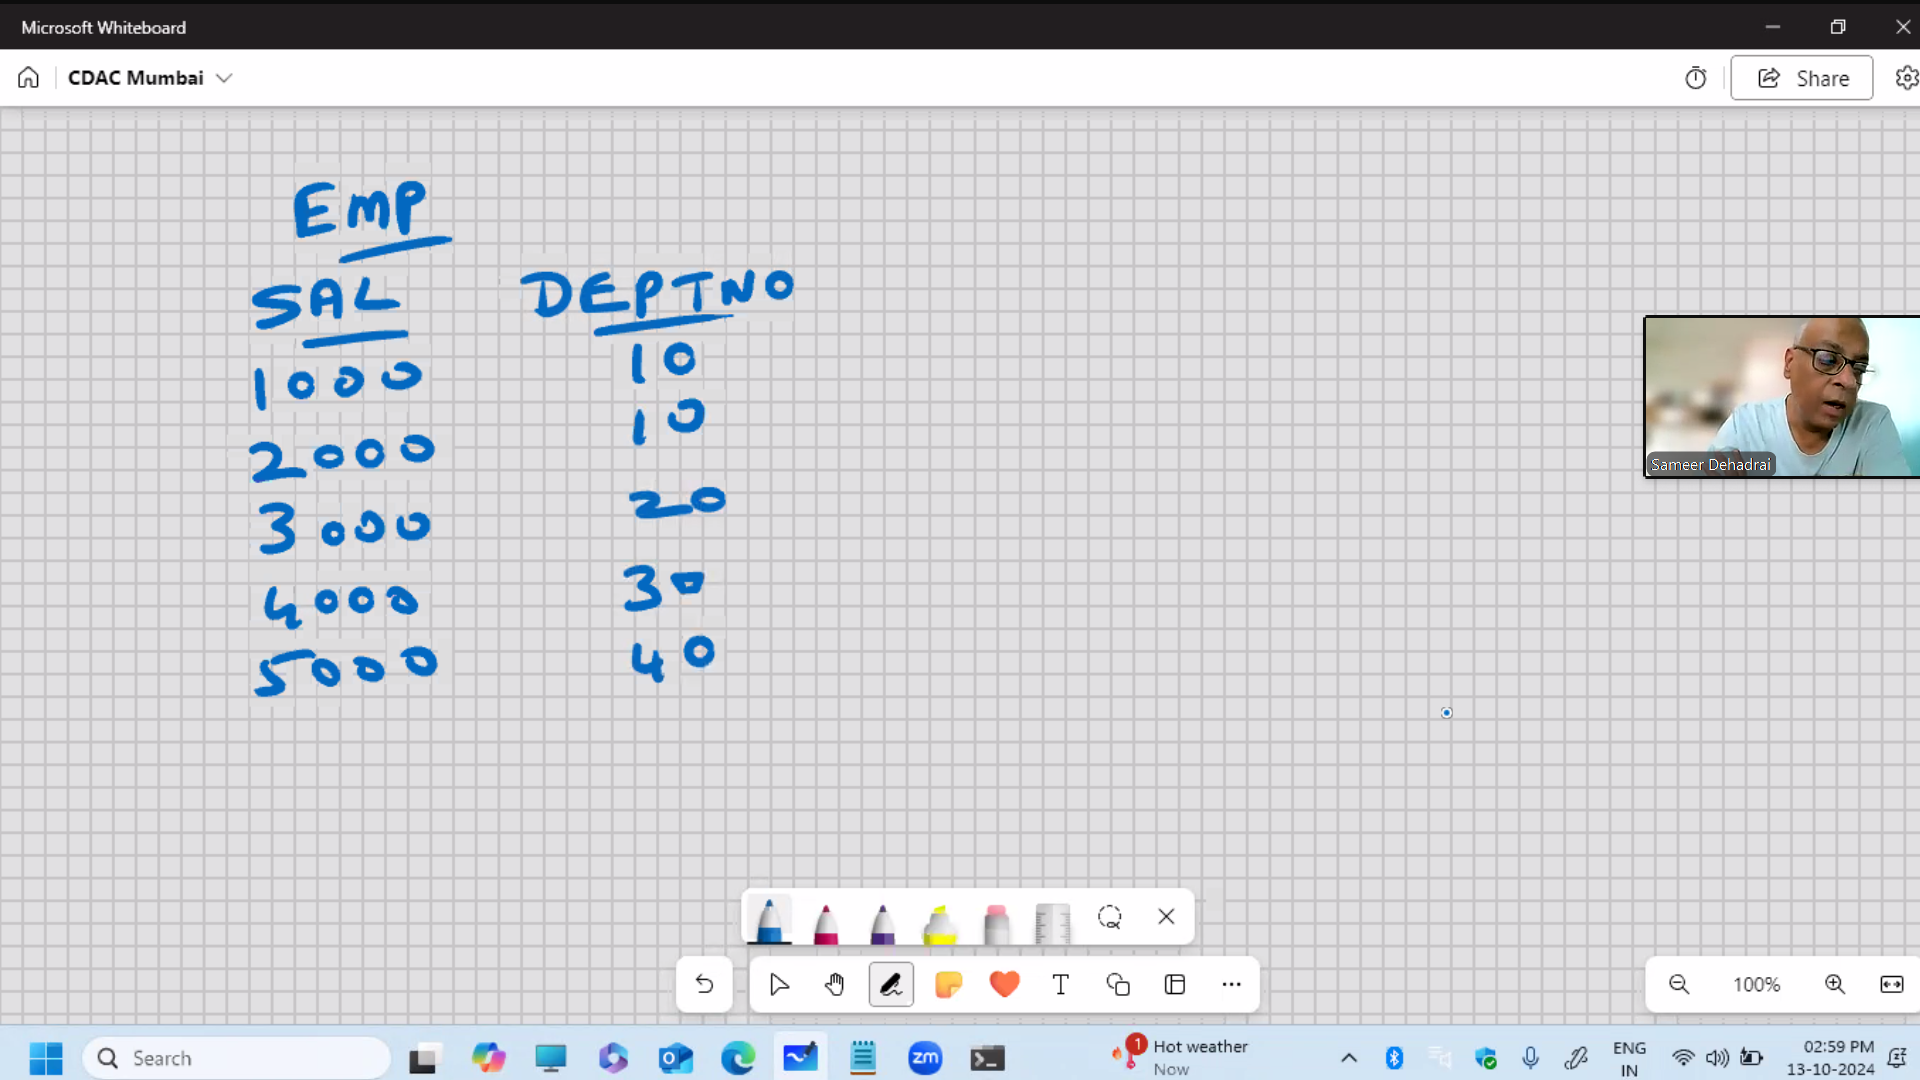 Microsoft Whiteboard
CDAC Mumbai
Share
EMP
SAL DEPTNO
1000 10
2000 10
3000 20
4000 30
5000 40
Sameer Dehadrai
T
100%
Search
zm
1
Hot weather
Now
ENG
IN
02:59 PM
13-10-2024